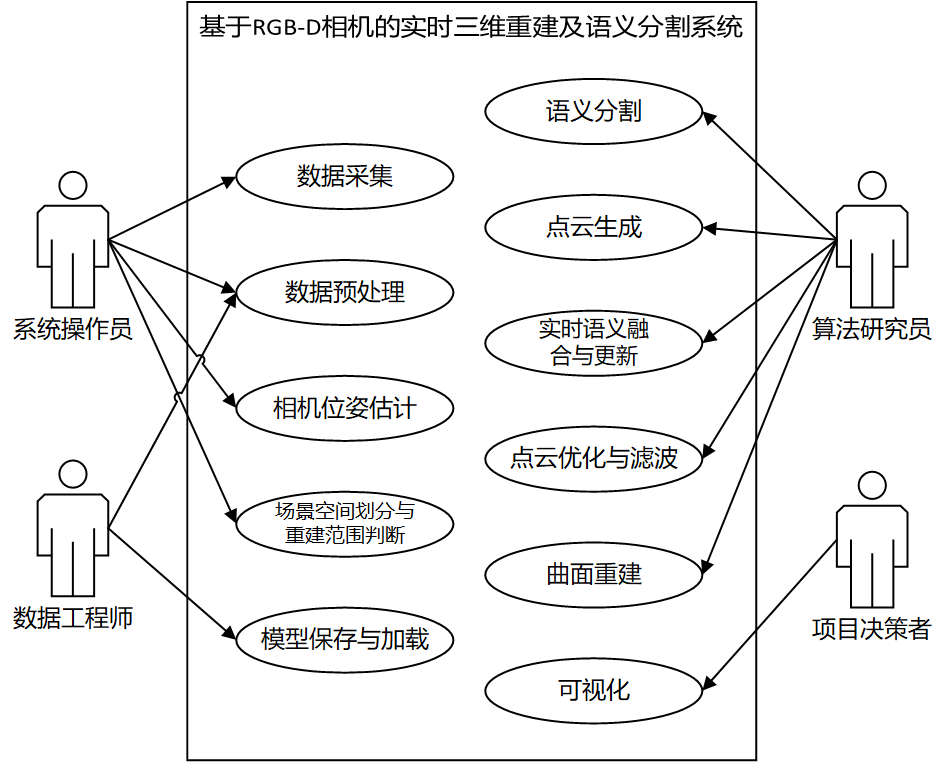 基于RGB-D相机的实时三维重建及语义分割系统
语义分割
数据采集
点云生成
数据预处理
系统操作员
实时语义融
合与更新
算法研究员
相机位姿估计
点云优化与滤波
场景空间划分与
重建范围判断
曲面重建
数据工程师
模型保存与加载
项目决策者
可视化